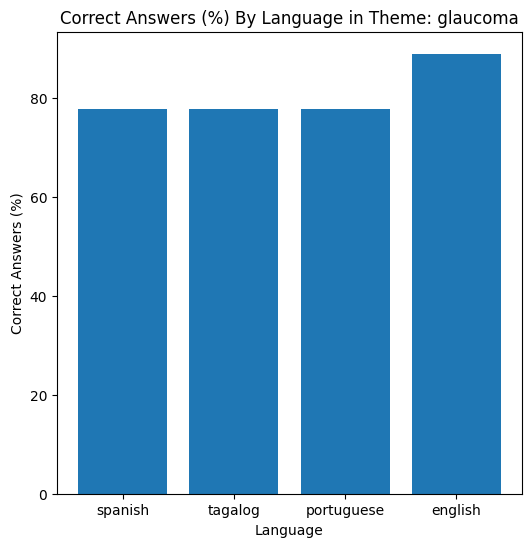 Correct Answers (%) By Language in Theme: glaucoma
Correct Answers (%)
80
60
40
20
0
spanish tagalog portuguese english
Language